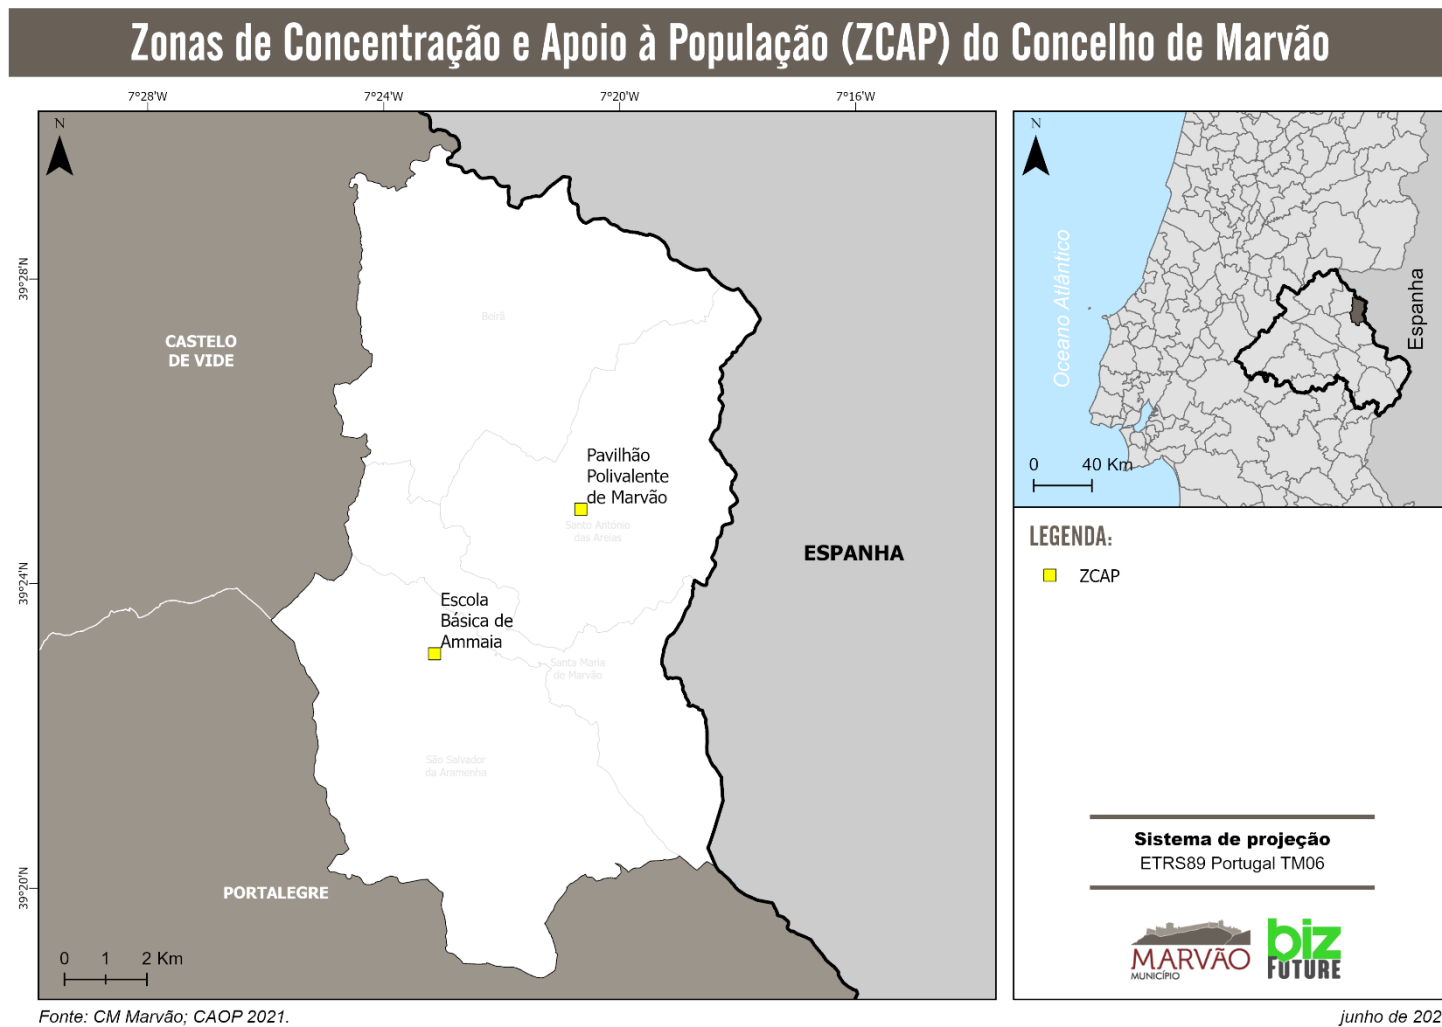 Zonas de Concentração e Apoio à População (ZCAP) do Concelho de Marvão
7°28'W
7°24'W
7°20'W
7°16'W
N
39°28'N
39°24'N
39°20'N
Beirã
CASTELO
DE VIDE
Pavilhão
Polivalente
de Marvão
Santo António
das Areias
ESPANHA
Escola
Básica de
Ammaia
Santa Maria
de Marvão
São Salvador
da Aramenha
PORTALEGRE
0 1 2 Km
N
Oceano Atlântico
Espanha
0 40 Km
LEGENDA:
ZCAP
Sistema de projeção
ETRS89 Portugal TM06
MARVÃO
MUNICÍPIO
biz
FUTURE
Fonte: CM Marvão; CAOP 2021.
junho de 202